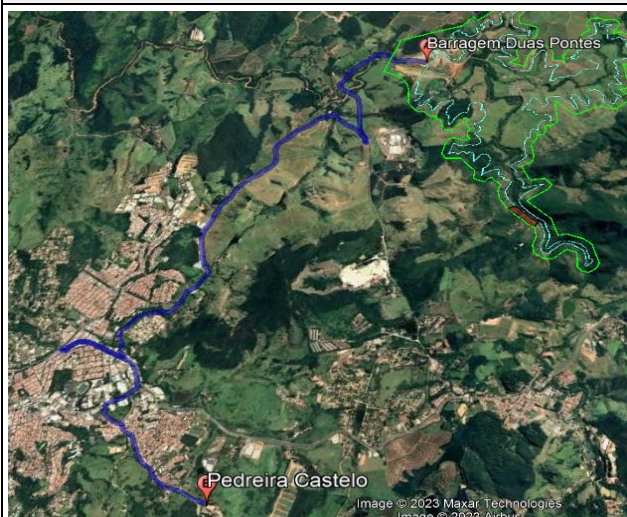 Barragem Duas Pontes
Pedreira Castelo
Image © 2023 Maxar Technologies
Image © 2023 Airbus